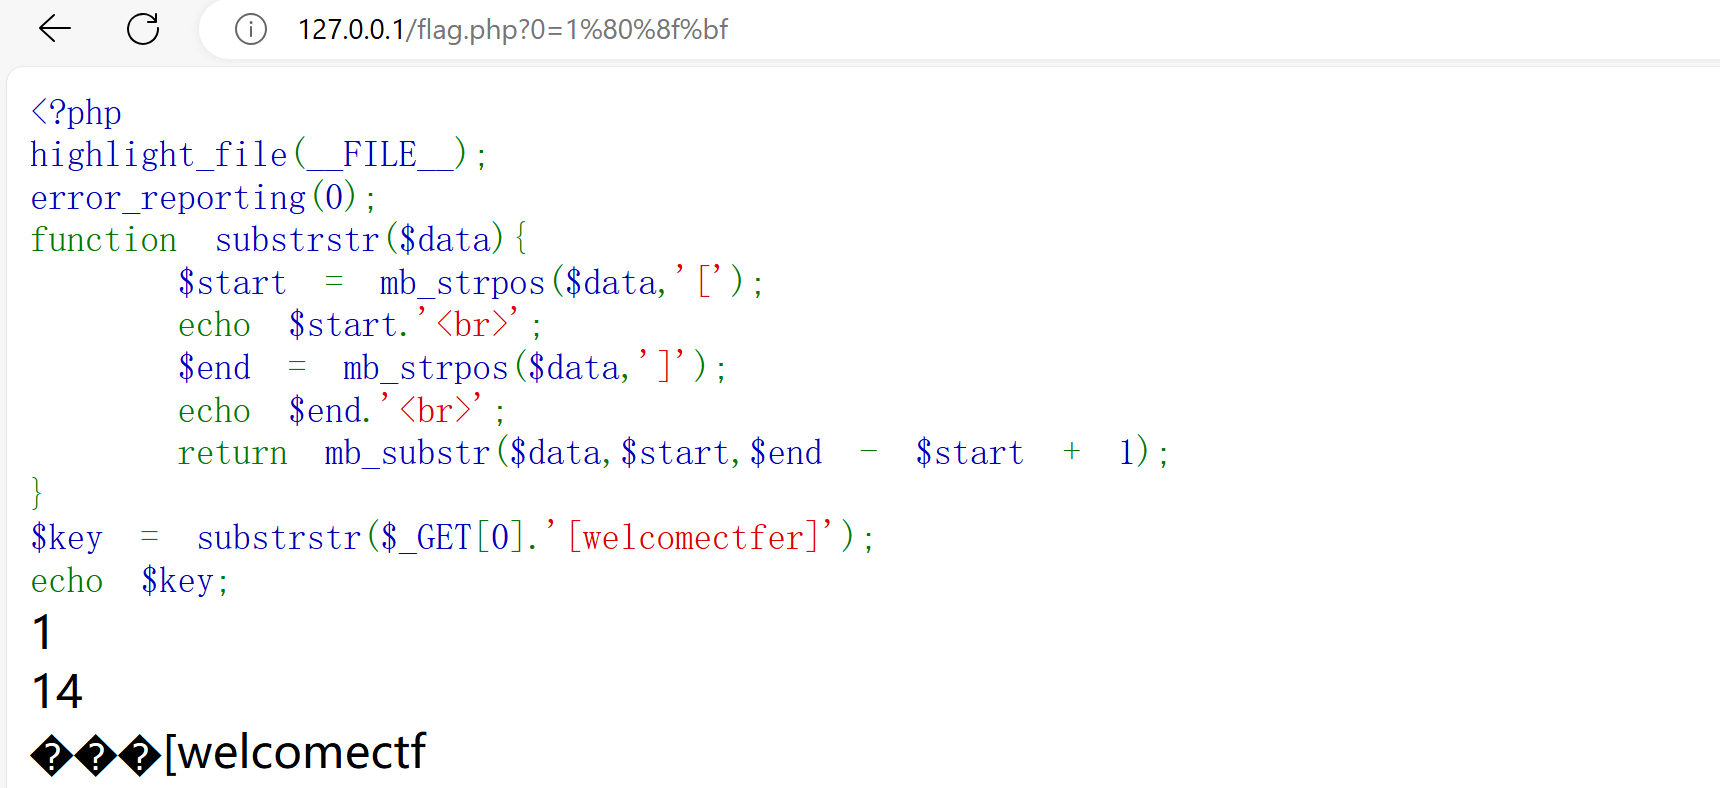 127.0.0.1/flag.php?0=1%80%8f%bf
<?php
highlight_file(__FILE__);
error_reporting(0);
function substrstr($data){
$start = mb_strpos($data,'[');
echo $start.'<br>';
$end = mb_strpos($data,']');
echo $end.'<br>';
return mb_substr($data,$start,$end - $start + 1);
}
$key = substrstr($_GET[0].'[welcomectfer]');
echo $key;
1
14
���[welcomectf